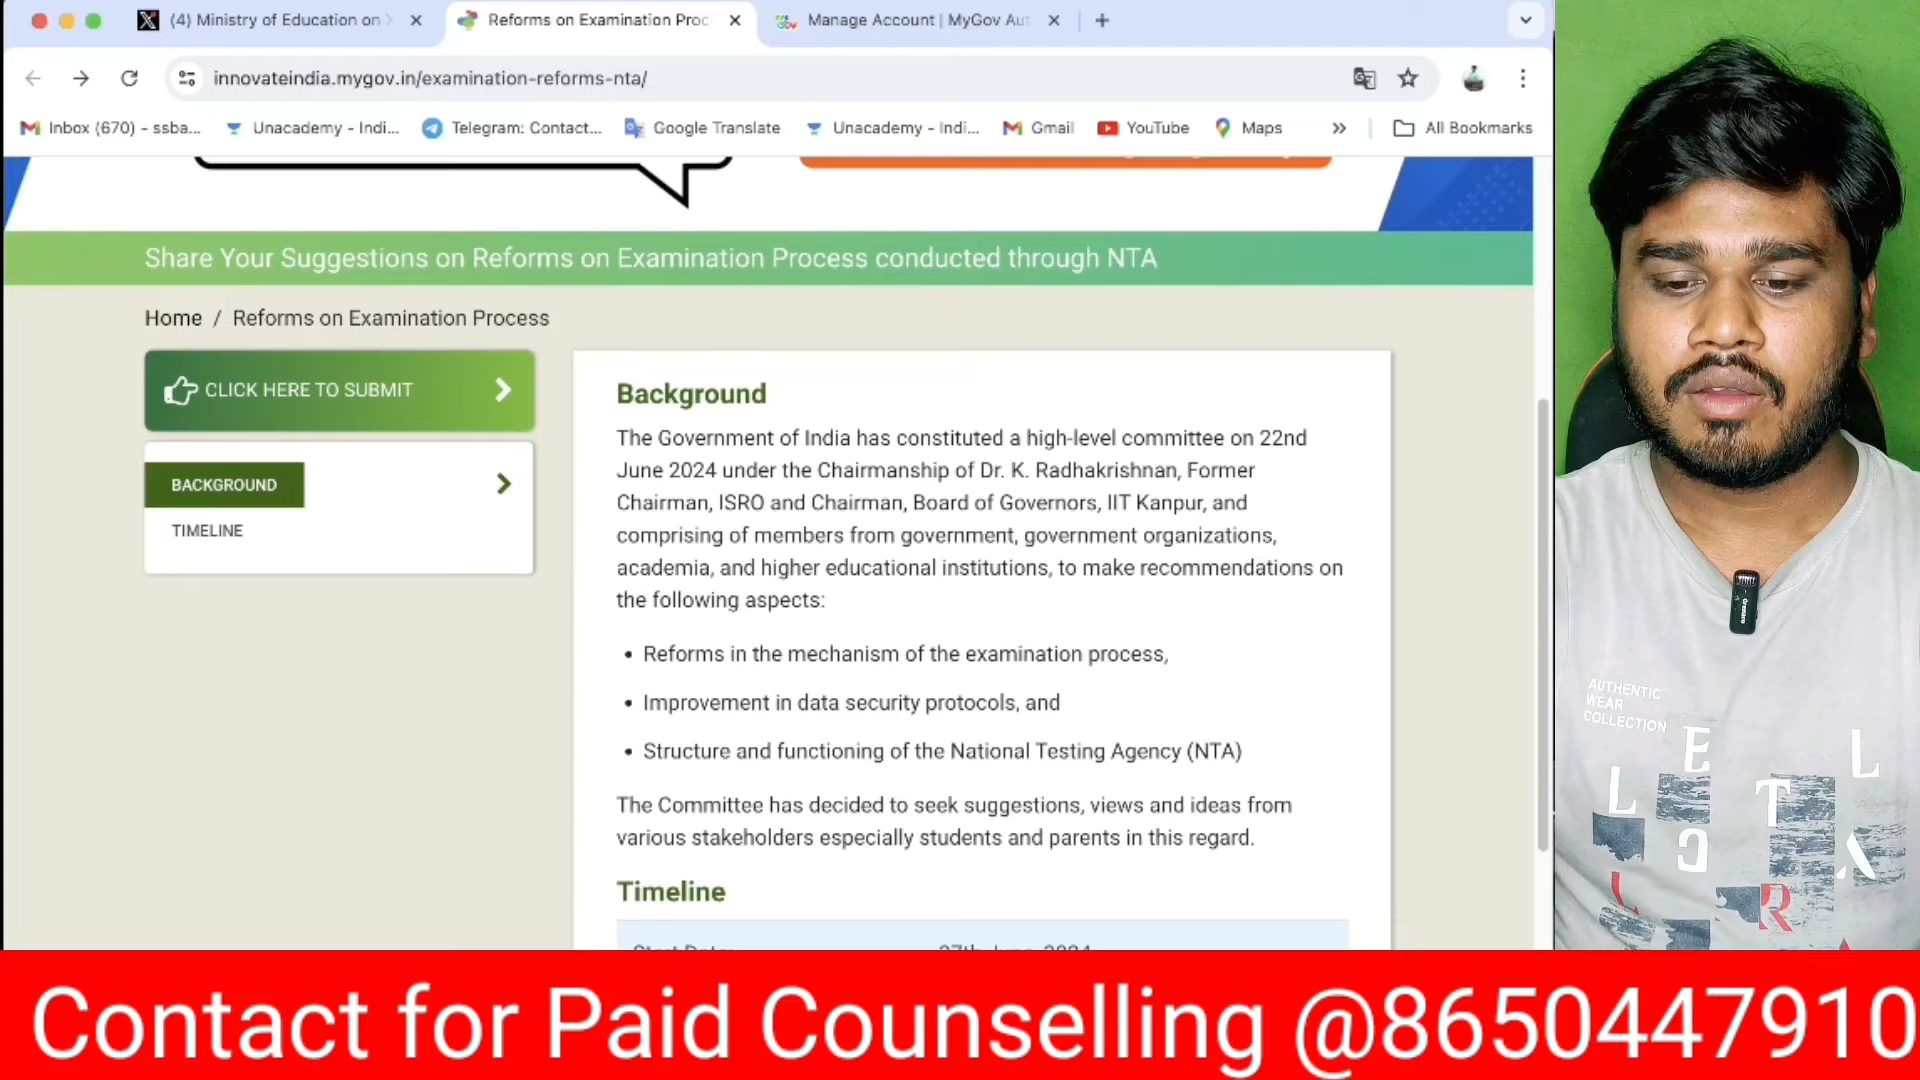 (4) Ministry of Education on X
Reforms on Examination Proc
Manage Account | MyGov Aut
innovateindia.mygov.in/examination-reforms-nta/
Inbox (670) - ssba...
Unacademy - Indi...
Telegram: Contact...
Google Translate
Unacademy - Indi...
Gmail
YouTube
Maps
All Bookmarks
Share Your Suggestions on Reforms on Examination Process conducted through NTA
Home / Reforms on Examination Process
CLICK HERE TO SUBMIT
BACKGROUND
TIMELINE
Background
The Government of India has constituted a high-level committee on 22nd
June 2024 under the Chairmanship of Dr. K. Radhakrishnan, Former
Chairman, ISRO and Chairman, Board of Governors, IIT Kanpur, and
comprising of members from government, government organizations,
academia, and higher educational institutions, to make recommendations on
the following aspects:
• Reforms in the mechanism of the examination process,
• Improvement in data security protocols, and
• Structure and functioning of the National Testing Agency (NTA)
The Committee has decided to seek suggestions, views and ideas from
various stakeholders especially students and parents in this regard.
Timeline
Start Date: 27th June, 2024
AUTHENTIC
WEAR
COLLECTION
Contact for Paid Counselling @8650447910